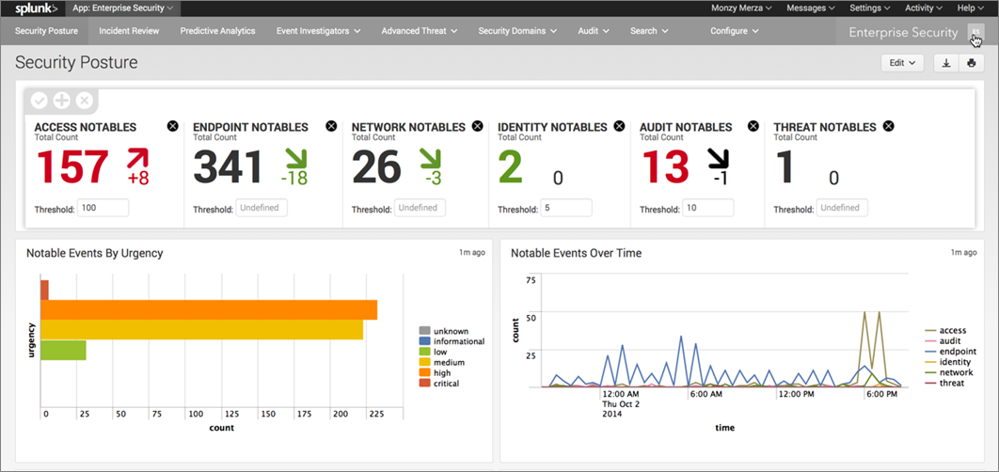 splunk> App: Enterprise Security Monzy Merza Messages Settings Activity Help
Security Posture Incident Review Predictive Analytics Event Investigators Advanced Threat Security Domains Audit Search Configure Enterprise Security
Security Posture Edit
ACCESS NOTABLES ENDPOINT NOTABLES NETWORK NOTABLES IDENTITY NOTABLES AUDIT NOTABLES THREAT NOTABLES
Total Count Total Count Total Count Total Count Total Count Total Count
157 +8 341 -18 26 -3 2 0 13 -1 1 0
Threshold: 100 Threshold: Undefined Threshold: Undefined Threshold: 5 Threshold: 10 Threshold: Undefined
Notable Events By Urgency 1m ago
urgency
unknown
informational
low
medium
high
critical
0 25 50 75 100 125 150 175 200 225
count
Notable Events Over Time 1m ago
75
50
25
count
access
audit
endpoint
identity
network
threat
12:00 AM 6:00 AM 12:00 PM 6:00 PM
Thu Oct 2
2014
time